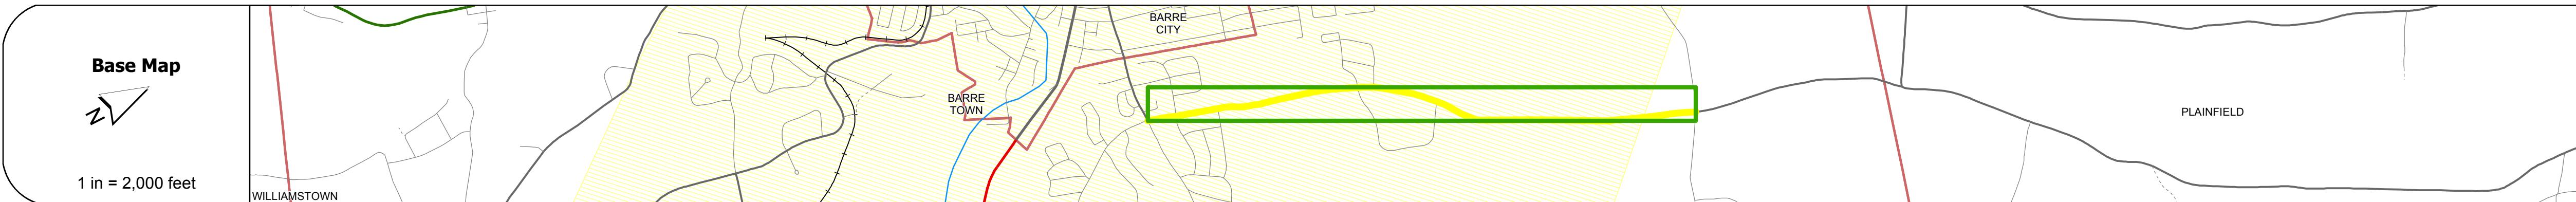 Base Map
N
1 in = 2,000 feet
WILLIAMSTOWN
BARRE
TOWN
BARRE
CITY
PLAINFIELD